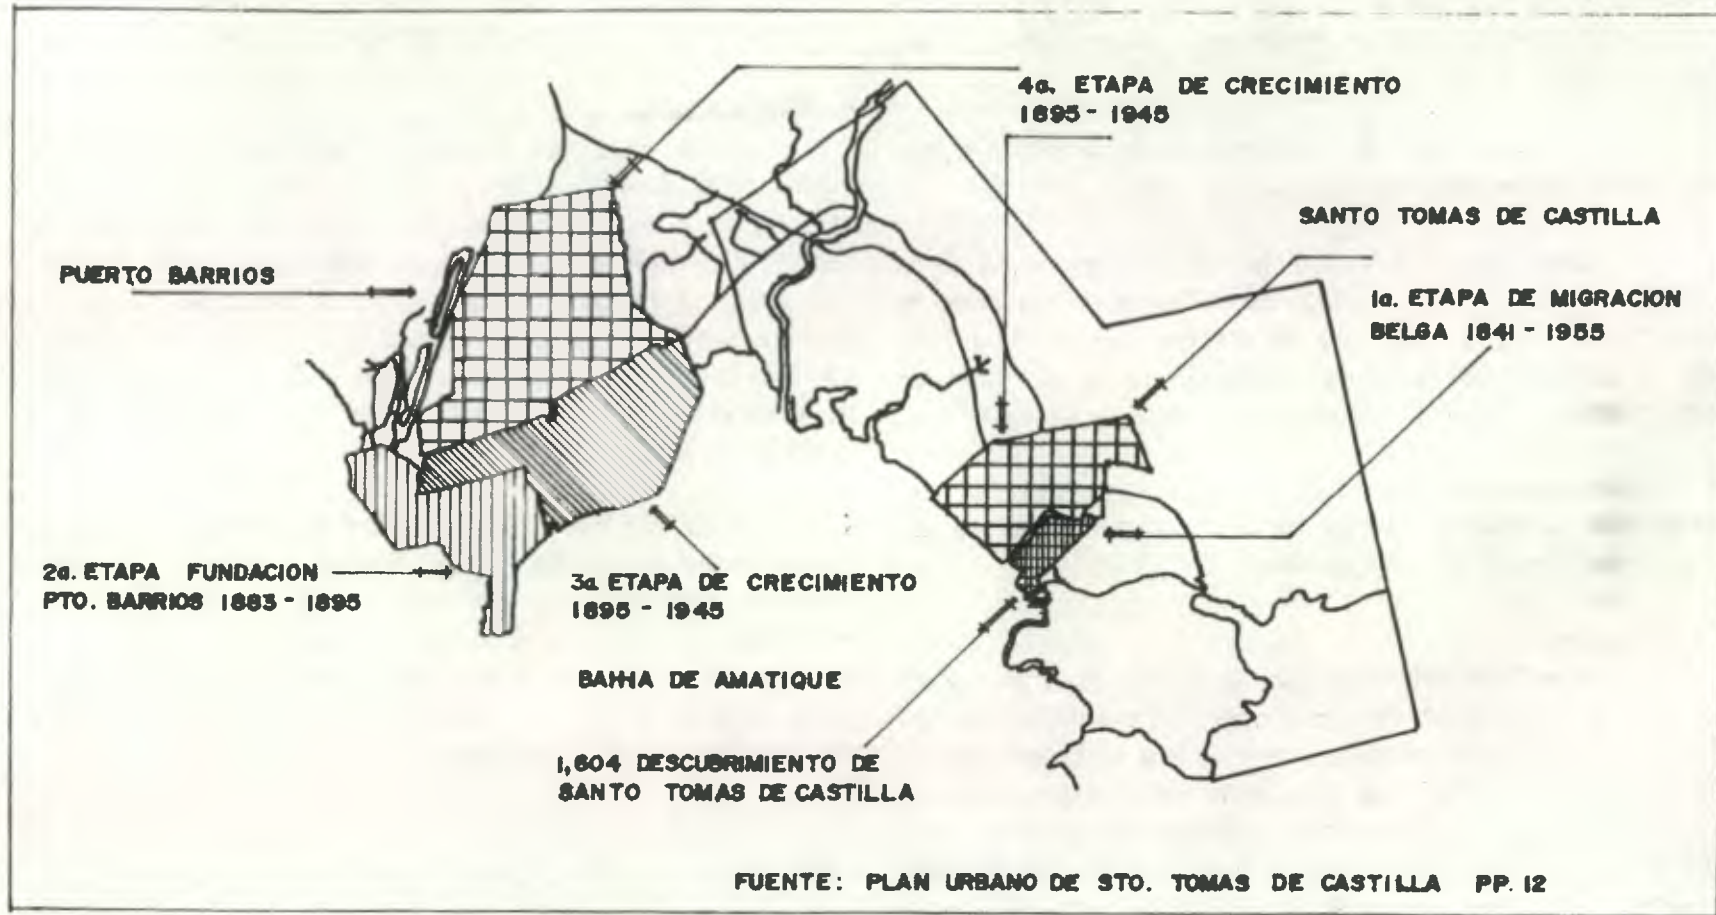 4a. ETAPA DE CRECIMIENTO
1895 - 1945
SANTO TOMAS DE CASTILLA
PUERTO BARRIOS
1a. ETAPA DE MIGRACION
BELGA 1841 - 1955
2a. ETAPA FUNDACION
PTO. BARRIOS 1883 - 1895
3a ETAPA DE CRECIMIENTO
1895 - 1945
BAHIA DE AMATIQUE
1,604 DESCUBRIMIENTO DE
SANTO TOMAS DE CASTILLA
FUENTE: PLAN URBANO DE STO. TOMAS DE CASTILLA PP. 12